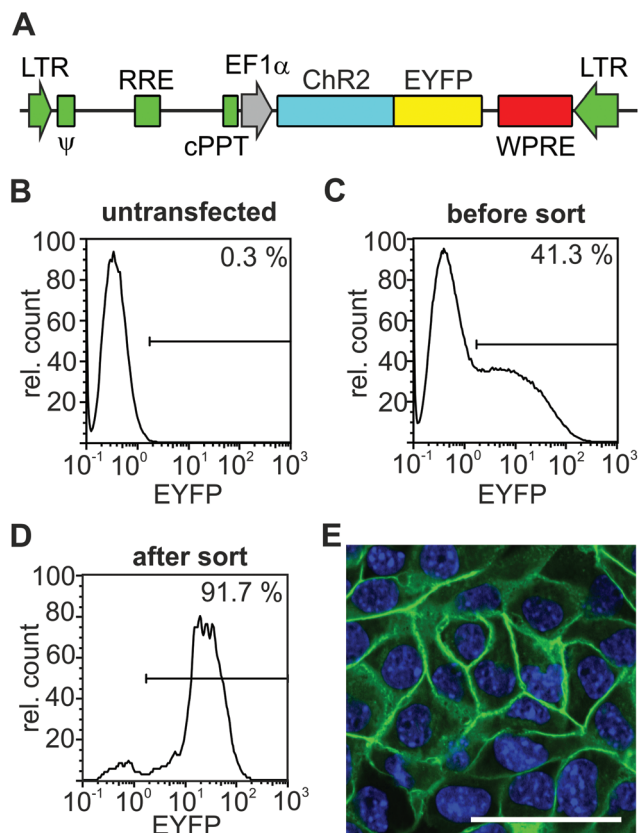 A
LTR RRE EF1α ChR2 EYFP LTR
ψ cPPT WPRE
B untransfected
0.3 %
100
80
60
40
20
rel. count
10⁻¹ 10⁰ 10¹ 10² 10³
EYFP
C before sort
41.3 %
100
80
60
40
20
rel. count
10⁻¹ 10⁰ 10¹ 10² 10³
EYFP
D after sort
91.7 %
100
80
60
40
20
rel. count
10⁻¹ 10⁰ 10¹ 10² 10³
EYFP
E